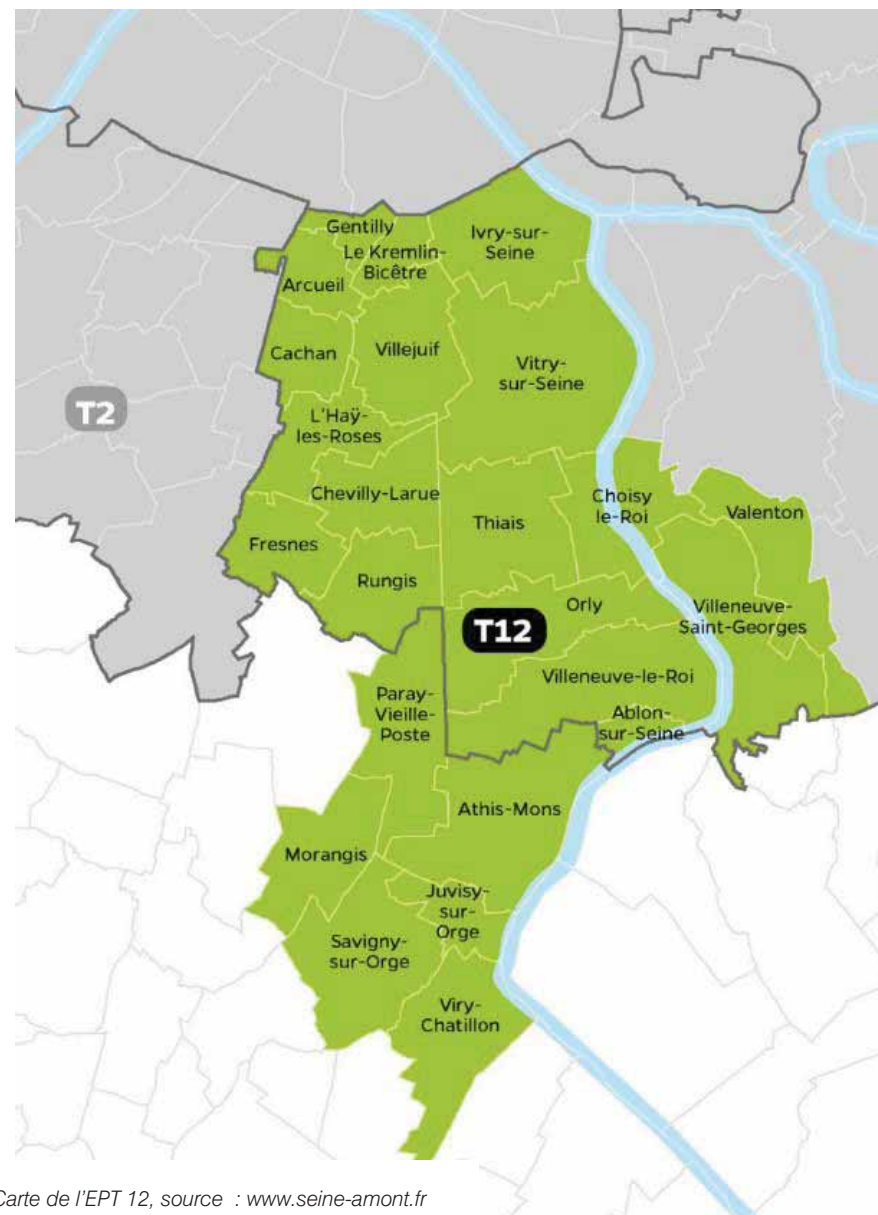 Gentilly
Le Kremlin-
Bicêtre
Ivry-sur-
Seine
Arcueil
Cachan
Villejuif
Vitry-
sur-Seine
T2
L'Haÿ-
les-Roses
Chevilly-Larue
Thiais
Choisy
le-Roi
Valenton
Fresnes
Rungis
Orly
T12
Villeneuve-
Saint-Georges
Villeneuve-le-Roi
Paray-
Vieille-
Poste
Ablon-
sur-Seine
Athis-Mons
Morangis
Juvisy-
sur-
Orge
Savigny-
sur-Orge
Viry-
Chatillon
Carte de l'EPT 12, source : www.seine-amont.fr